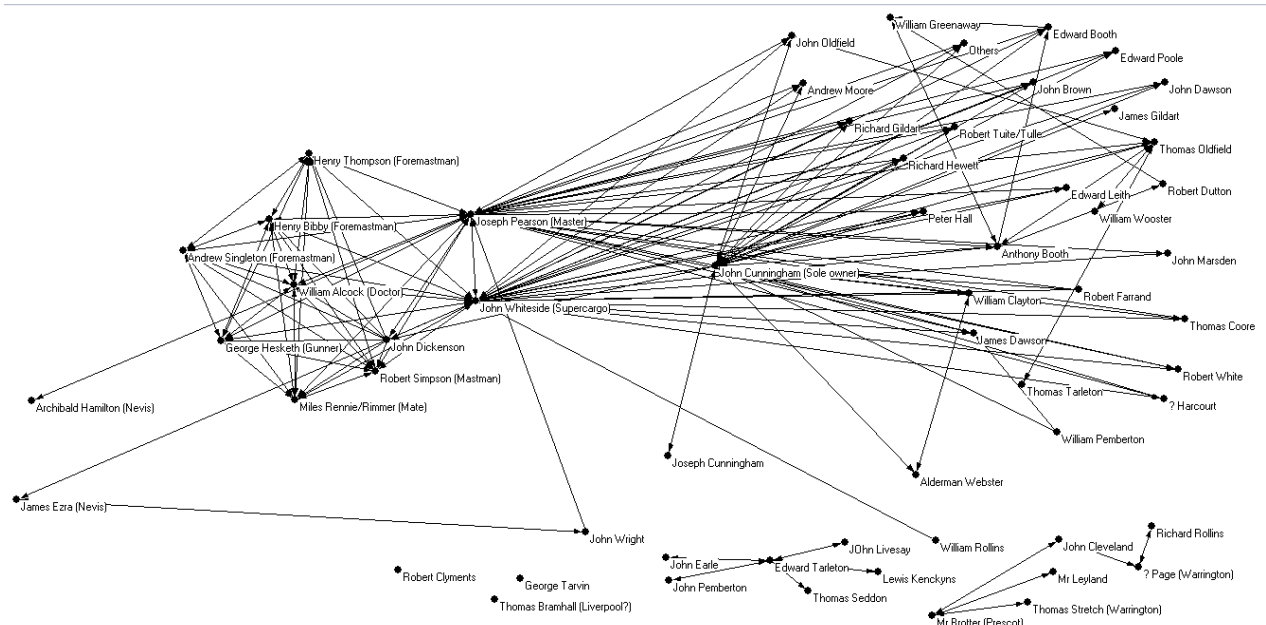 William Greenaway
Edward Booth
John Oldfield
Others
Edward Poole
Andrew Moore
John Brown
John Dawson
James Gildart
Richard Gildart
Robert Tuite/Tulle
Thomas Oldfield
Henry Thompson (Foremastman)
Richard Hewett
Robert Dutton
Edward Leith
William Wooster
Peter Hall
Joseph Pearson (Master)
Henry Bibby (Foremastman)
Anthony Booth
Andrew Singleton (Foremastman)
John Marsden
John Cunningham (Sole owner)
William Alcock (Doctor)
Robert Farrand
William Clayton
John Whiteside (Supercargo)
Thomas Coore
James Dawson
George Hesketh (Gunner)
John Dickenson
Robert Simpson (Mastman)
Robert White
Thomas Tarleton
Archibald Hamilton (Nevis)
Miles Rennie/Rimmer (Mate)
? Harcourt
William Pemberton
Joseph Cunningham
Alderman Webster
James Ezra (Nevis)
John Wright
Richard Rollins
William Rollins
John Cleveland
JOhn Livesay
John Earle
Edward Tarleton
Robert Clyments
? Page (Warrington)
Lewis Kenckyns
Mr Leyland
George Tarvin
John Pemberton
Thomas Seddon
Thomas Bramhall (Liverpool?)
Thomas Stretch (Warrington)
Mr Brotter (Prescot)